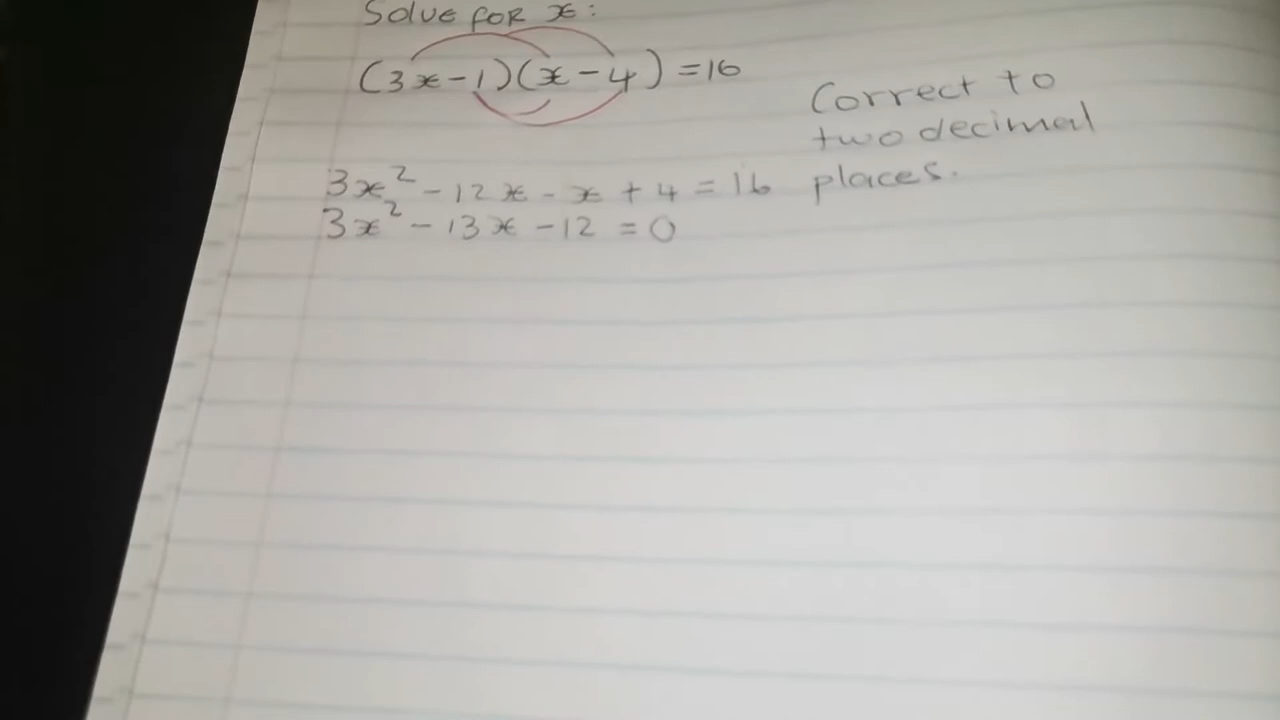 Solve for x:
(3x-1)(x-4)=16
Correct to
two decimal
places.
3x² - 12x - x + 4 = 16
3x² - 13x - 12 = 0